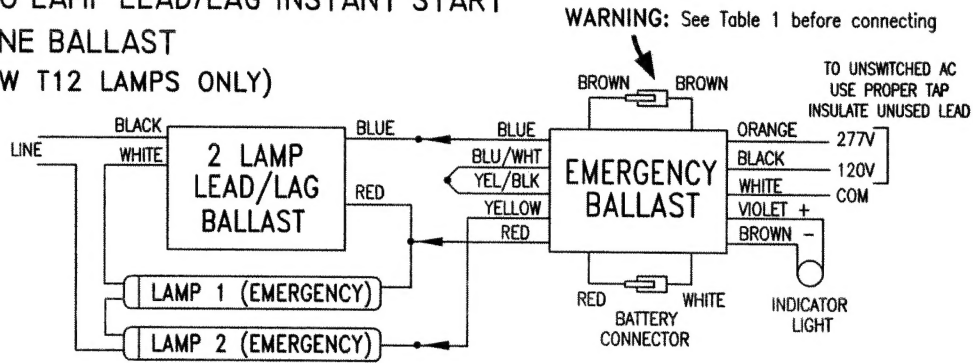 LAMP LEAD/LAG INSTANT START
NE BALLAST
W T12 LAMPS ONLY)
WARNING: See Table 1 before connecting
BROWN
BROWN
TO UNSWITCHED AC
USE PROPER TAP
INSULATE UNUSED LEAD
LINE
BLACK
WHITE
2 LAMP
LEAD/LAG
BALLAST
BLUE
RED
BLUE
BLU/WHT
YEL/BLK
YELLOW
RED
EMERGENCY
BALLAST
ORANGE
277V
BLACK
120V
WHITE
COM
VIOLET +
BROWN -
LAMP 1 (EMERGENCY)
LAMP 2 (EMERGENCY)
RED
WHITE
BATTERY
CONNECTOR
INDICATOR
LIGHT